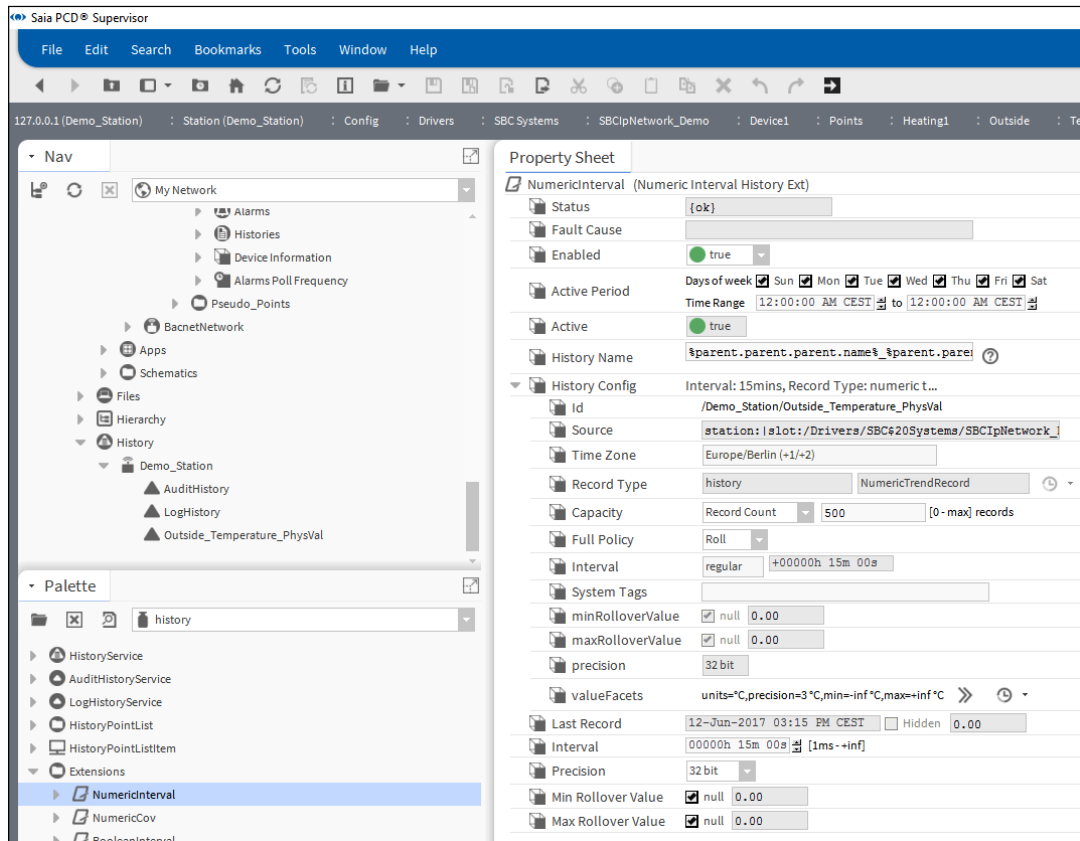 Saia PCD® Supervisor
File Edit Search Bookmarks Tools Window Help
127.0.0.1 (Demo_Station) : Station (Demo_Station) : Config : Drivers : SBC Systems : SBCIpNetwork_Demo : Device1 : Points : Heating1 : Outside : Te
Nav
My Network
Alarms
Histories
Device Information
Alarms Poll Frequency
Pseudo_Points
BacnetNetwork
Apps
Schematics
Files
Hierarchy
History
Demo_Station
AuditHistory
LogHistory
Outside_Temperature_PhysVal
Palette
history
HistoryService
AuditHistoryService
LogHistoryService
HistoryPointList
HistoryPointListItem
Extensions
NumericInterval
NumericCov
BooleanInterval
Property Sheet
NumericInterval (Numeric Interval History Ext)
Status {ok}
Fault Cause
Enabled true
Active Period Days of week Sun Mon Tue Wed Thu Fri Sat
Time Range 12:00:00 AM CEST to 12:00:00 AM CEST
Active true
History Name %parent.parent.parent.name%_%parent.parei
History Config Interval: 15mins, Record Type: numeric t...
Id /Demo_Station/Outside_Temperature_PhysVal
Source station:|slot:/Drivers/SBC$20Systems/SBCIpNetwork_
Time Zone Europe/Berlin (+1/+2)
Record Type history NumericTrendRecord
Capacity Record Count 500 [0 - max] records
Full Policy Roll
Interval regular +00000h 15m 00s
System Tags
minRolloverValue null 0.00
maxRolloverValue null 0.00
precision 32 bit
valueFacets units=°C,precision=3 °C,min=-inf °C,max=+inf °C
Last Record 12-Jun-2017 03:15 PM CEST Hidden 0.00
Interval 00000h 15m 00s [1ms - +inf]
Precision 32 bit
Min Rollover Value null 0.00
Max Rollover Value null 0.00